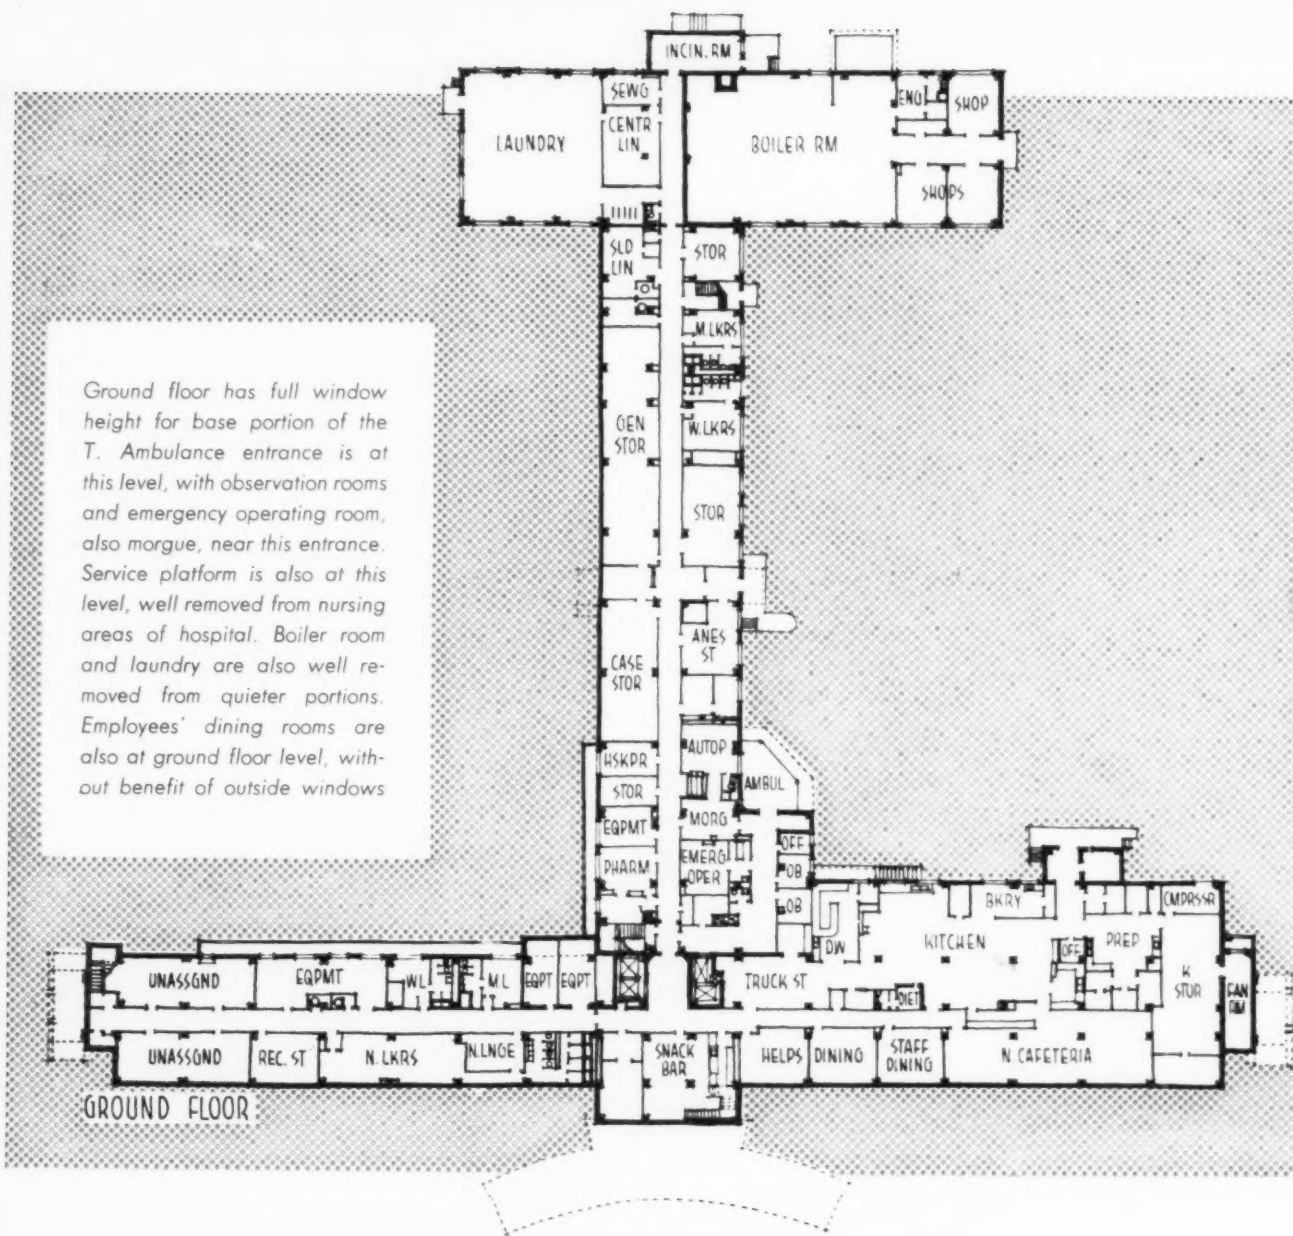 INCIN. RM
SEWG
ENG
SHOP
LAUNDRY
CENTR
LIN
BOILER RM
SHOPS
SLD
LIN
STOR
M.LKRS
Ground floor has full window
height for base portion of the
T. Ambulance entrance is at
this level, with observation rooms
and emergency operating room,
also morgue, near this entrance.
Service platform is also at this
level, well removed from nursing
areas of hospital. Boiler room
and laundry are also well re-
moved from quieter portions.
Employees' dining rooms are
also at ground floor level, with-
out benefit of outside windows
GEN
STOR
W.LKRS
STOR
CASE
STOR
ANES
ST
HSKPR
AUTOP
AMBUL
STOR
EQPMT
MORG
OFF
PHARM
EMERG
OPER
OB
OB
BKRY
CMPRSSR
DW
KITCHEN
OFF
PREP
K
STOR
FAN
RM
UNASSGND
EQPMT
WL
M.L
EQPT
EQPT
TRUCK ST
DIET
UNASSGND
REC. ST
N. LKRS
N.LNGE
SNACK
BAR
HELPS
DINING
STAFF
DINING
N. CAFETERIA
GROUND FLOOR